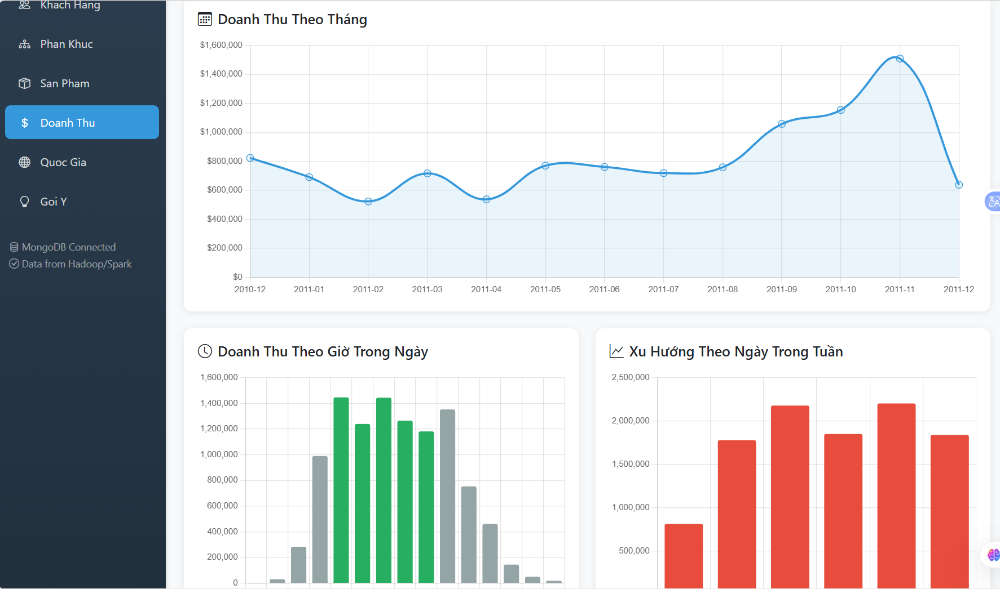 Khach Hang
Phan Khuc
San Pham
$ Doanh Thu
Quoc Gia
Goi Y
MongoDB Connected
Data from Hadoop/Spark
Doanh Thu Theo Tháng
$1,600,000
$1,400,000
$1,200,000
$1,000,000
$800,000
$600,000
$400,000
$200,000
$0
2010-12 2011-01 2011-02 2011-03 2011-04 2011-05 2011-06 2011-07 2011-08 2011-09 2011-10 2011-11 2011-12
Doanh Thu Theo Giờ Trong Ngày
1,600,000
1,400,000
1,200,000
1,000,000
800,000
600,000
400,000
200,000
0
Xu Hướng Theo Ngày Trong Tuần
2,500,000
2,000,000
1,500,000
1,000,000
500,000